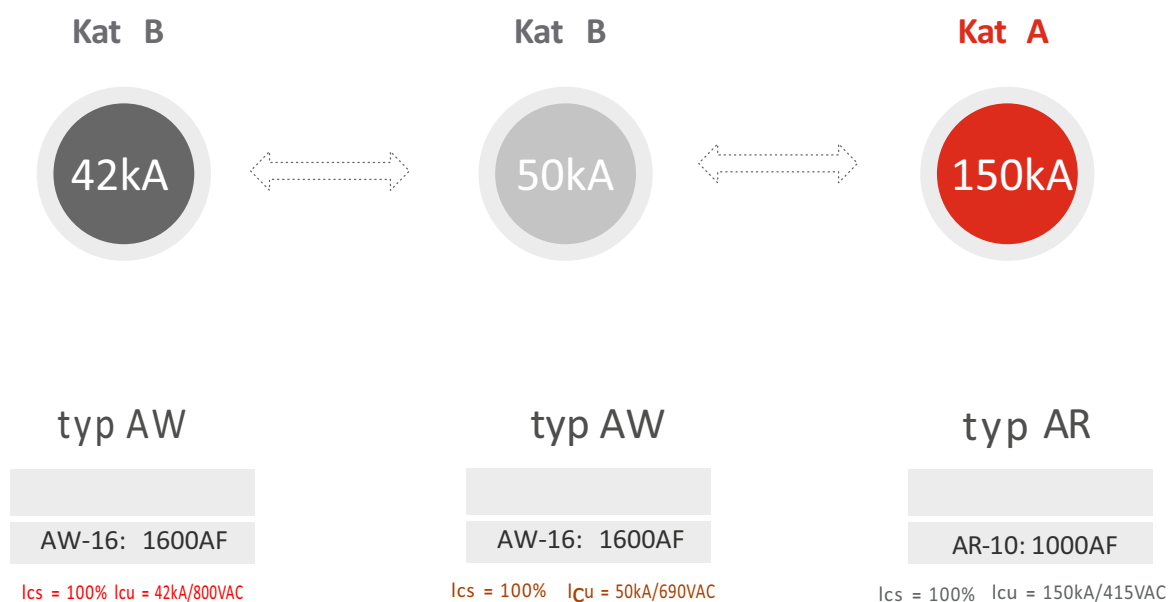 Kat B
Kat B
Kat A
42kA
50kA
150kA
typ AW
typ AW
typ AR
AW-16: 1600AF
AW-16: 1600AF
AR-10: 1000AF
Ics = 100% Icu = 42kA/800VAC
Ics = 100% Icu = 50kA/690VAC
Ics = 100% Icu = 150kA/415VAC